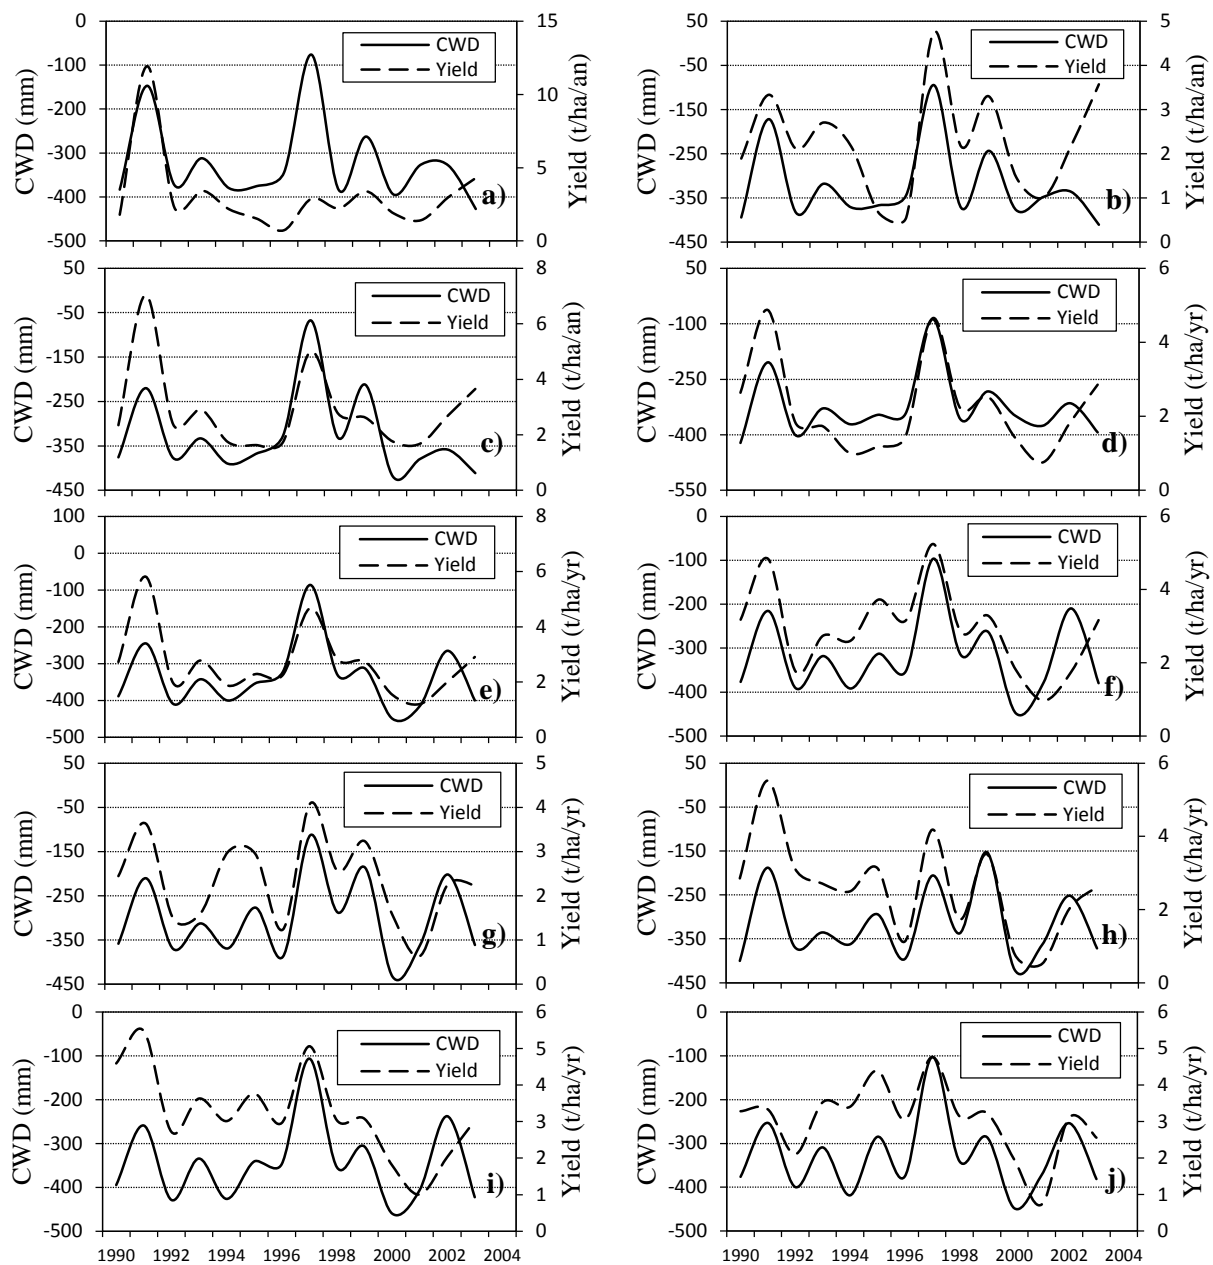 CWD (mm)
0
-100
-200
-300
-400
-500
CWD
Yield
a)
15
10
5
0
Yield (t/ha/an)
CWD (mm)
50
-50
-150
-250
-350
-450
CWD
Yield
b)
5
4
3
2
1
0
Yield (t/ha/an)
CWD (mm)
50
-50
-150
-250
-350
-450
CWD
Yield
c)
8
6
4
2
0
Yield (t/ha/an)
CWD (mm)
50
-100
-250
-400
-550
CWD
Yield
d)
6
4
2
0
Yield (t/ha/yr)
CWD (mm)
100
0
-100
-200
-300
-400
-500
CWD
Yield
e)
8
6
4
2
0
Yield (t/ha/yr)
CWD (mm)
0
-100
-200
-300
-400
-500
CWD
Yield
f)
6
4
2
0
Yield (t/ha/yr)
CWD (mm)
50
-50
-150
-250
-350
-450
CWD
Yield
g)
5
4
3
2
1
0
Yield (t/ha/yr)
CWD (mm)
50
-50
-150
-250
-350
-450
CWD
Yield
h)
6
4
2
0
Yield (t/ha/yr)
CWD (mm)
0
-100
-200
-300
-400
-500
CWD
Yield
i)
6
5
4
3
2
1
0
Yield (t/ha/yr)
1990 1992 1994 1996 1998 2000 2002 2004
CWD (mm)
0
-100
-200
-300
-400
-500
CWD
Yield
j)
6
5
4
3
2
1
0
Yield (t/ha/yr)
1990 1992 1994 1996 1998 2000 2002 2004